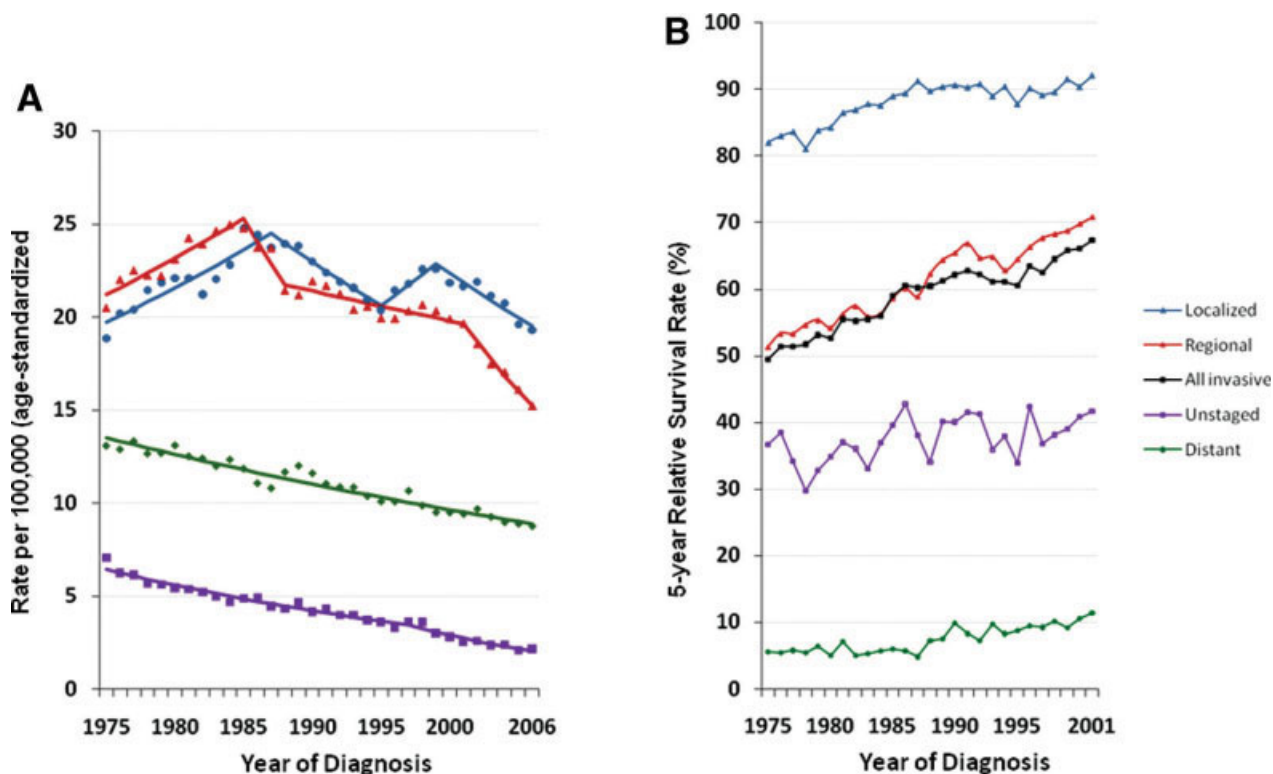 A
Rate per 100,000 (age-standardized
30
25
20
15
10
5
0
1975 1980 1985 1990 1995 2000 2006
Year of Diagnosis
B
5-year Relative Survival Rate (%)
100
90
80
70
60
50
40
30
20
10
0
1975 1980 1985 1990 1995 2001
Year of Diagnosis
Localized
Regional
All invasive
Unstaged
Distant